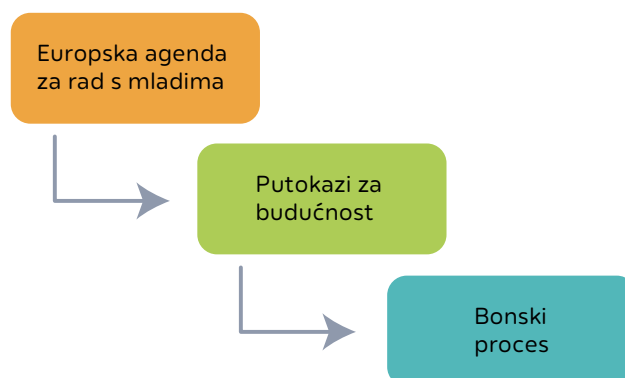 Europska agenda
za rad s mladima
Putokazi za
budućnost
Bonski
proces